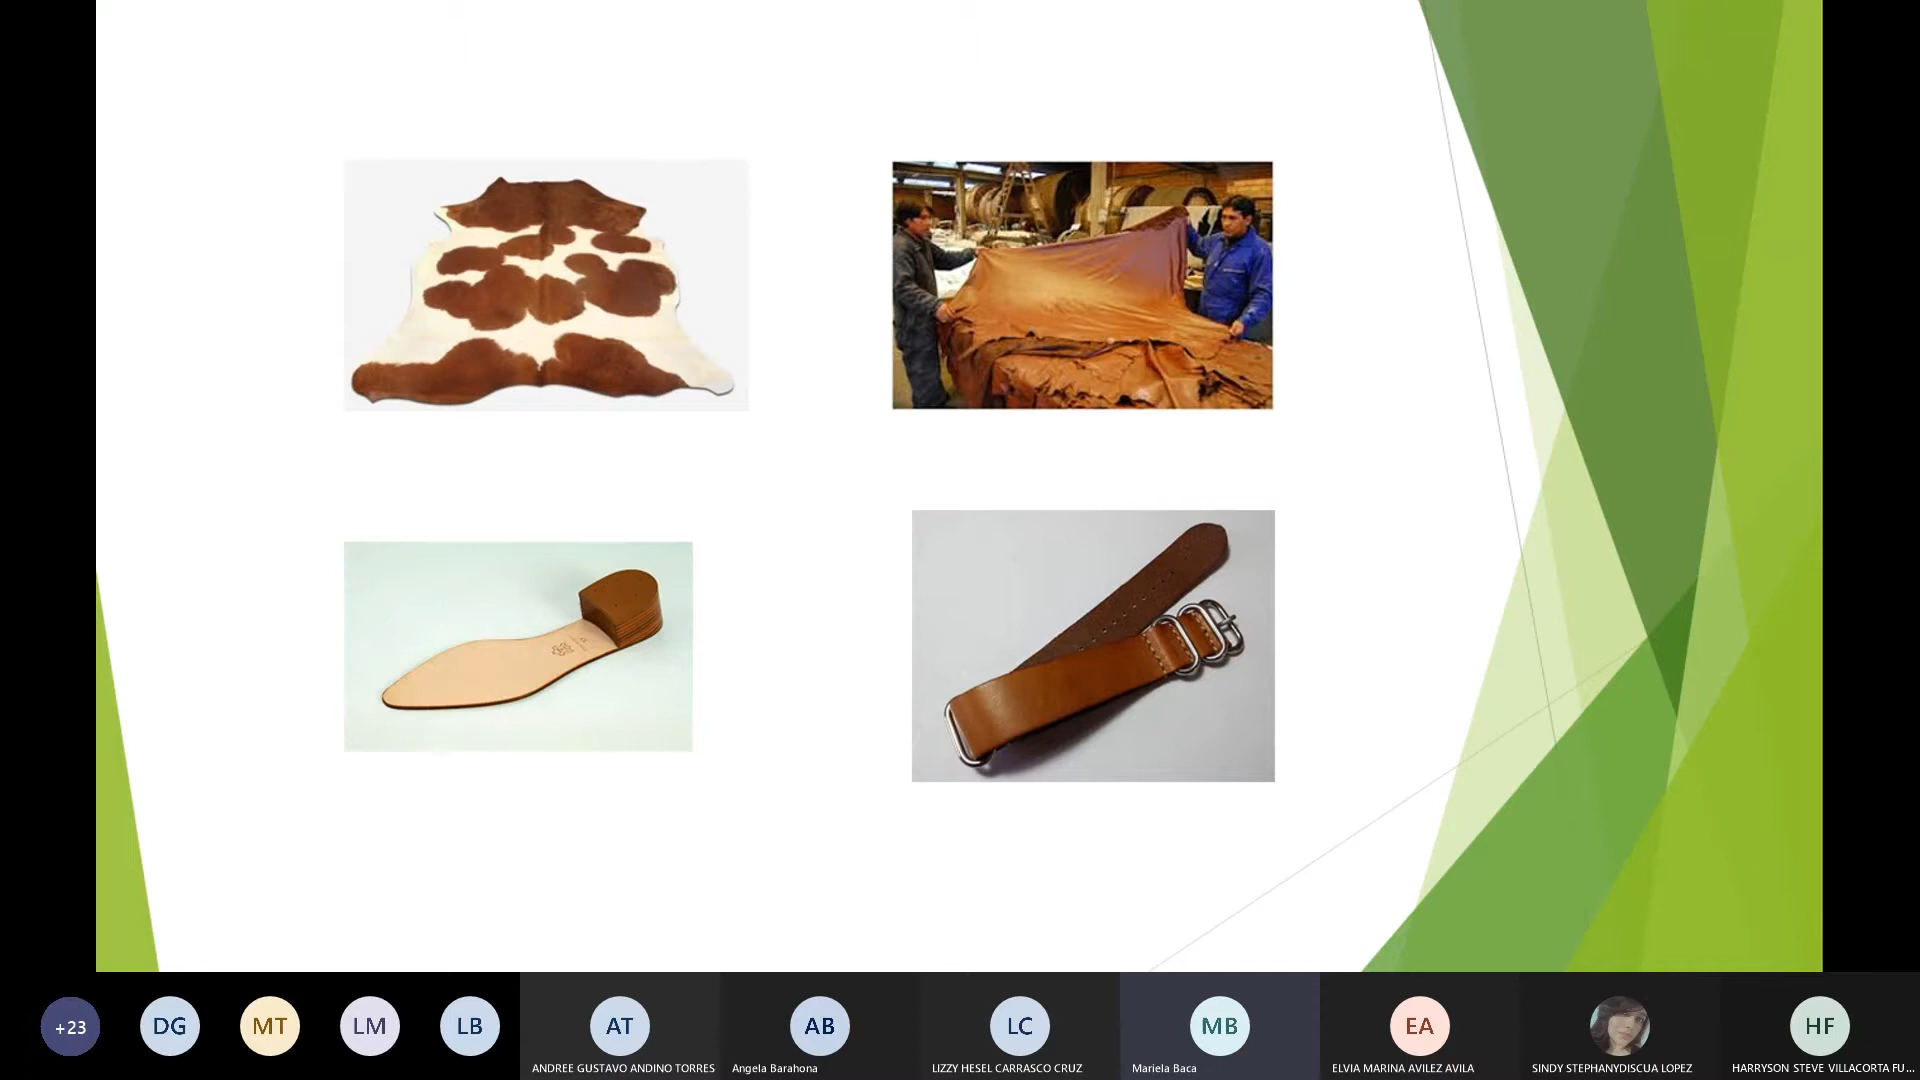 +23
DG
MT
LM
LB
AT
AB
LC
MB
EA
HF
ANDREE GUSTAVO ANDINO TORRES
Angela Barahona
LIZZY HESEL CARRASCO CRUZ
Mariela Baca
ELVIA MARINA AVILEZ AVILA
SINDY STEPHANYDISCUA LOPEZ
HARRYSON STEVE VILLACORTA FU...